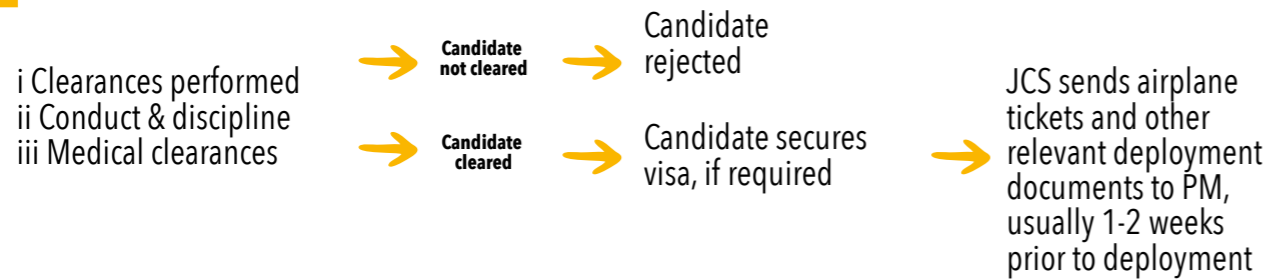 i Clearances performed
ii Conduct & discipline
iii Medical clearances
Candidate
not cleared
Candidate
rejected
Candidate
cleared
Candidate secures
visa, if required
JCS sends airplane
tickets and other
relevant deployment
documents to PM,
usually 1-2 weeks
prior to deployment